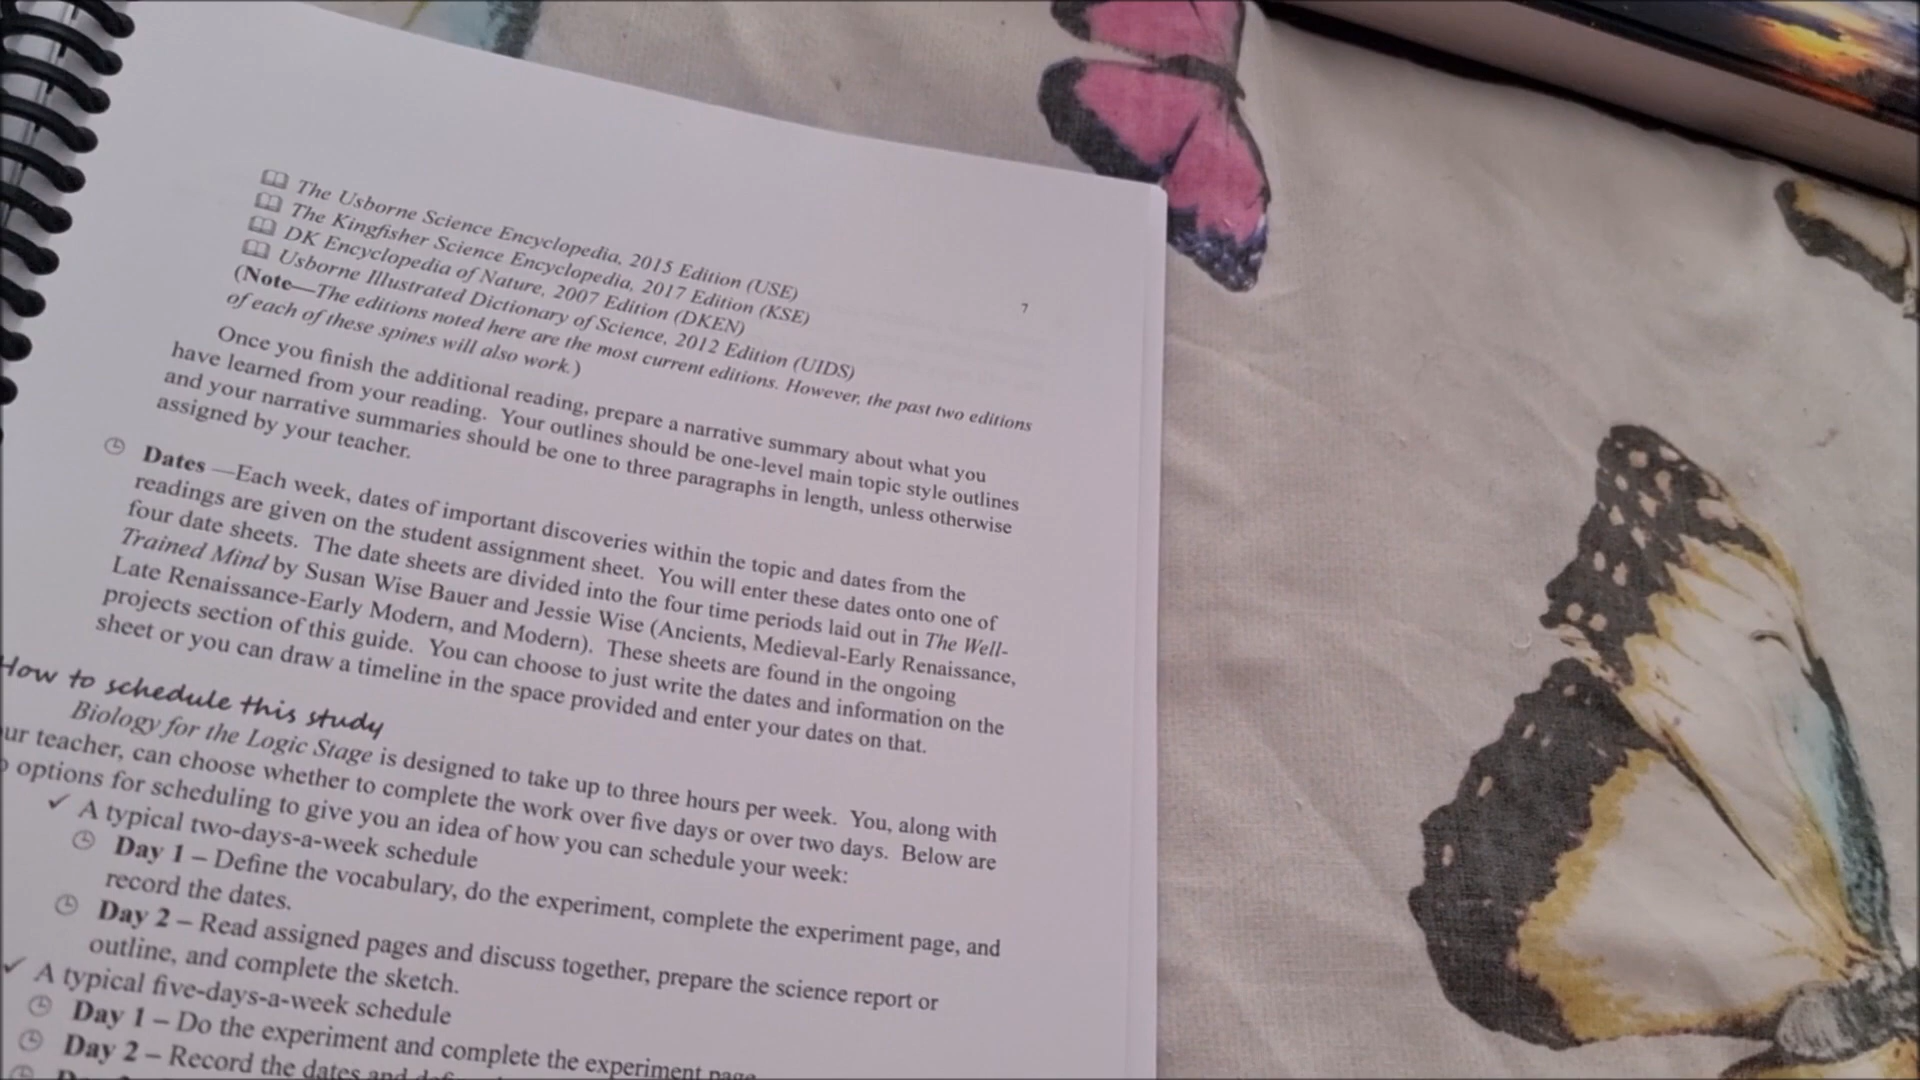 7
The Usborne Science Encyclopedia, 2015 Edition (USE)
The Kingfisher Science Encyclopedia, 2017 Edition (KSE)
DK Encyclopedia of Nature, 2007 Edition (DKEN)
Usborne Illustrated Dictionary of Science, 2012 Edition (UIDS)
(Note—The editions noted here are the most current editions. However, the past two editions
of each of these spines will also work.)
Once you finish the additional reading, prepare a narrative summary about what you
have learned from your reading. Your outlines should be one-level main topic style outlines
and your narrative summaries should be one to three paragraphs in length, unless otherwise
assigned by your teacher.
Dates —Each week, dates of important discoveries within the topic and dates from the
readings are given on the student assignment sheet. You will enter these dates onto one of
four date sheets. The date sheets are divided into the four time periods laid out in The Well-
Trained Mind by Susan Wise Bauer and Jessie Wise (Ancients, Medieval-Early Renaissance,
Late Renaissance-Early Modern, and Modern). These sheets are found in the ongoing
projects section of this guide. You can choose to just write the dates and information on the
sheet or you can draw a timeline in the space provided and enter your dates on that.
How to schedule this study
Biology for the Logic Stage is designed to take up to three hours per week. You, along with
ur teacher, can choose whether to complete the work over five days or over two days. Below are
o options for scheduling to give you an idea of how you can schedule your week:
✓ A typical two-days-a-week schedule
Day 1 – Define the vocabulary, do the experiment, complete the experiment page, and
record the dates.
Day 2 – Read assigned pages and discuss together, prepare the science report or
outline, and complete the sketch.
✓ A typical five-days-a-week schedule
Day 1 – Do the experiment and complete the experiment page
Day 2 – Record the dates and